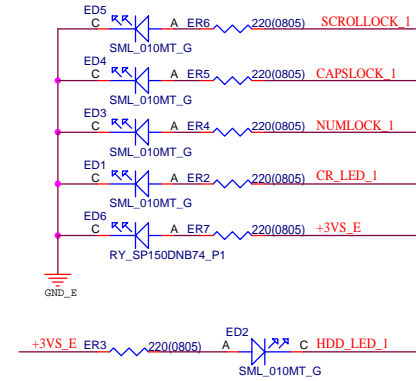 ED5
C A ER6 220(0805) SCROLLOCK_1
SML_010MT_G
ED4
C A ER5 220(0805) CAPSLOCK_1
SML_010MT_G
ED3
C A ER4 220(0805) NUMLOCK_1
SML_010MT_G
ED1
C A ER2 220(0805) CR_LED_1
SML_010MT_G
ED6
C A ER7 220(0805) +3VS_E
RY_SP150DNB74_P1
GND_E
ED2
+3VS_E ER3 220(0805) A C HDD_LED_1
SML_010MT_G